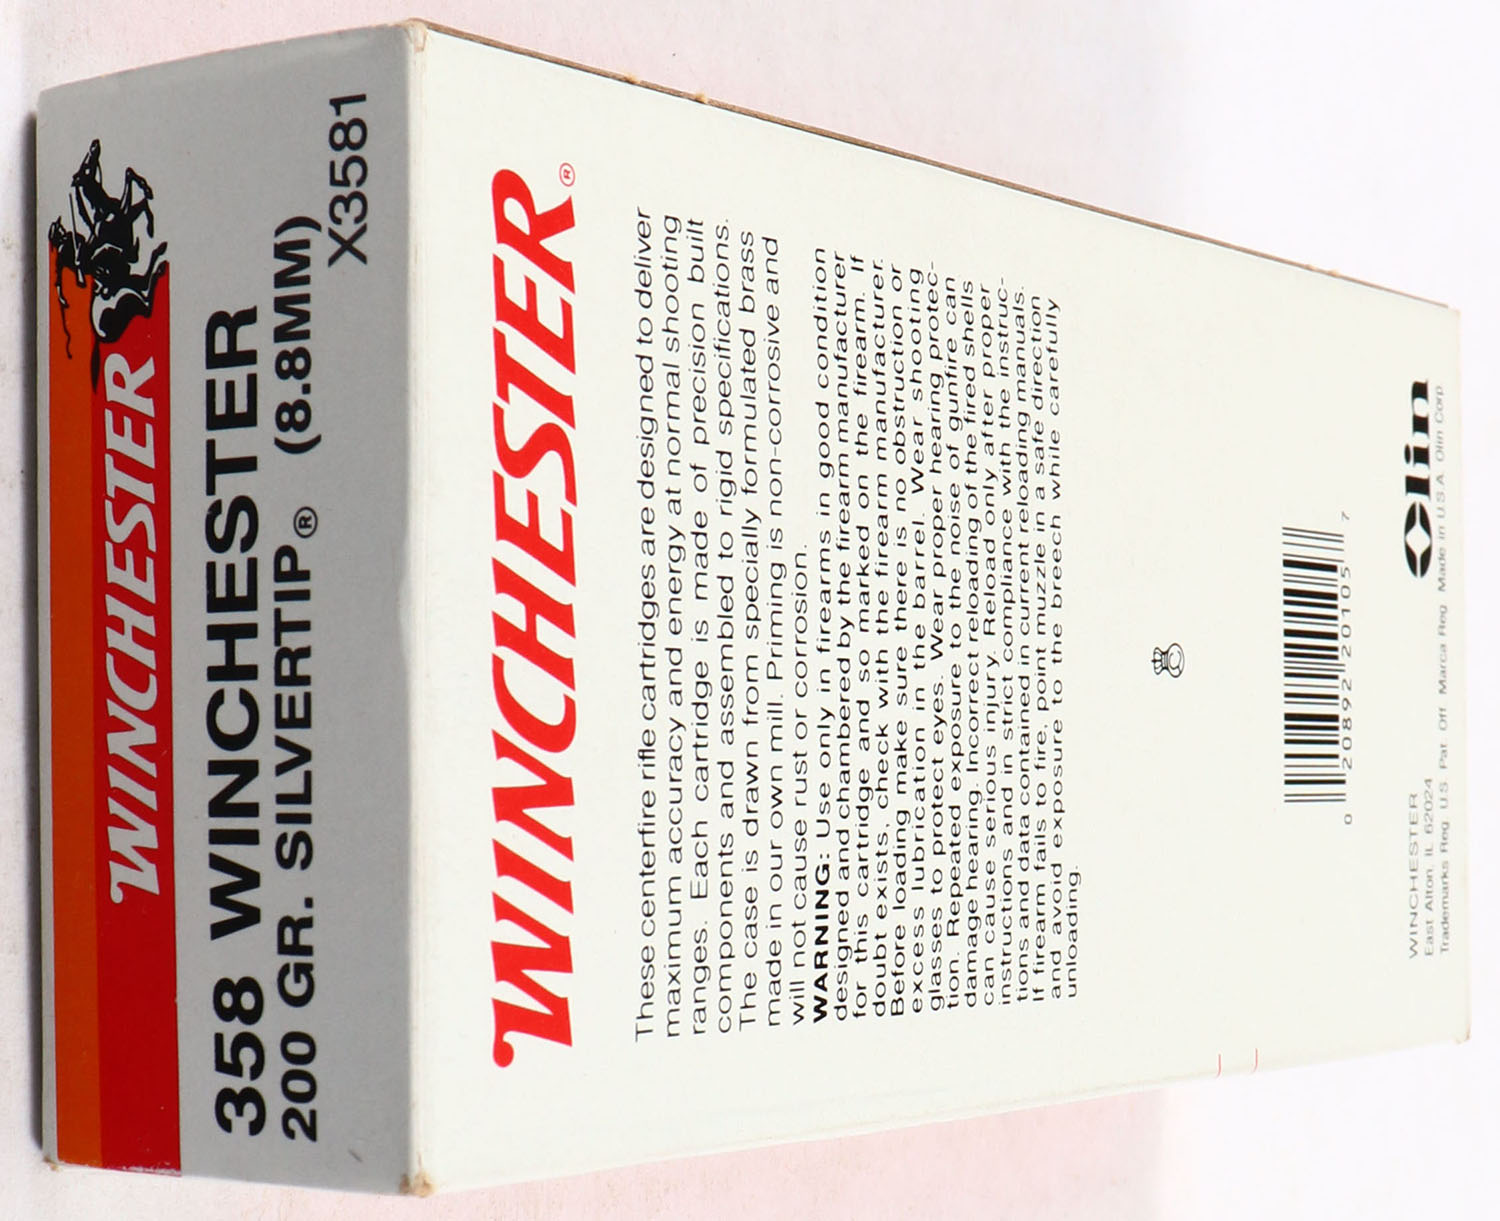 WINCHESTER
358 WINCHESTER
200 GR. SILVERTIP® (8.8MM)
X3581
WINCHESTER®
These centerfire rifle cartridges are designed to deliver
maximum accuracy and energy at normal shooting
ranges. Each cartridge is made of precision built
components and assembled to rigid specifications.
The case is drawn from specially formulated brass
made in our own mill. Priming is non-corrosive and
will not cause rust or corrosion.
WARNING: Use only in firearms in good condition
designed and chambered by the firearm manufacturer
for this cartridge and so marked on the firearm. If
doubt exists, check with the firearm manufacturer.
Before loading make sure there is no obstruction or
excess lubrication in the barrel. Wear shooting
glasses to protect eyes. Wear proper hearing protec-
tion. Repeated exposure to the noise of gunfire can
damage hearing. Incorrect reloading of the fired shells
can cause serious injury. Reload only after proper
instructions and in strict compliance with the instruc-
tions and data contained in current reloading manuals.
If firearm fails to fire, point muzzle in a safe direction
and avoid exposure to the breech while carefully
unloading.
0 20892 20105 7
Olin
WINCHESTER
East Alton, IL 62024
Trademarks Reg U.S. Pat. Off Marca Reg Made in U.S.A. Olin Corp.